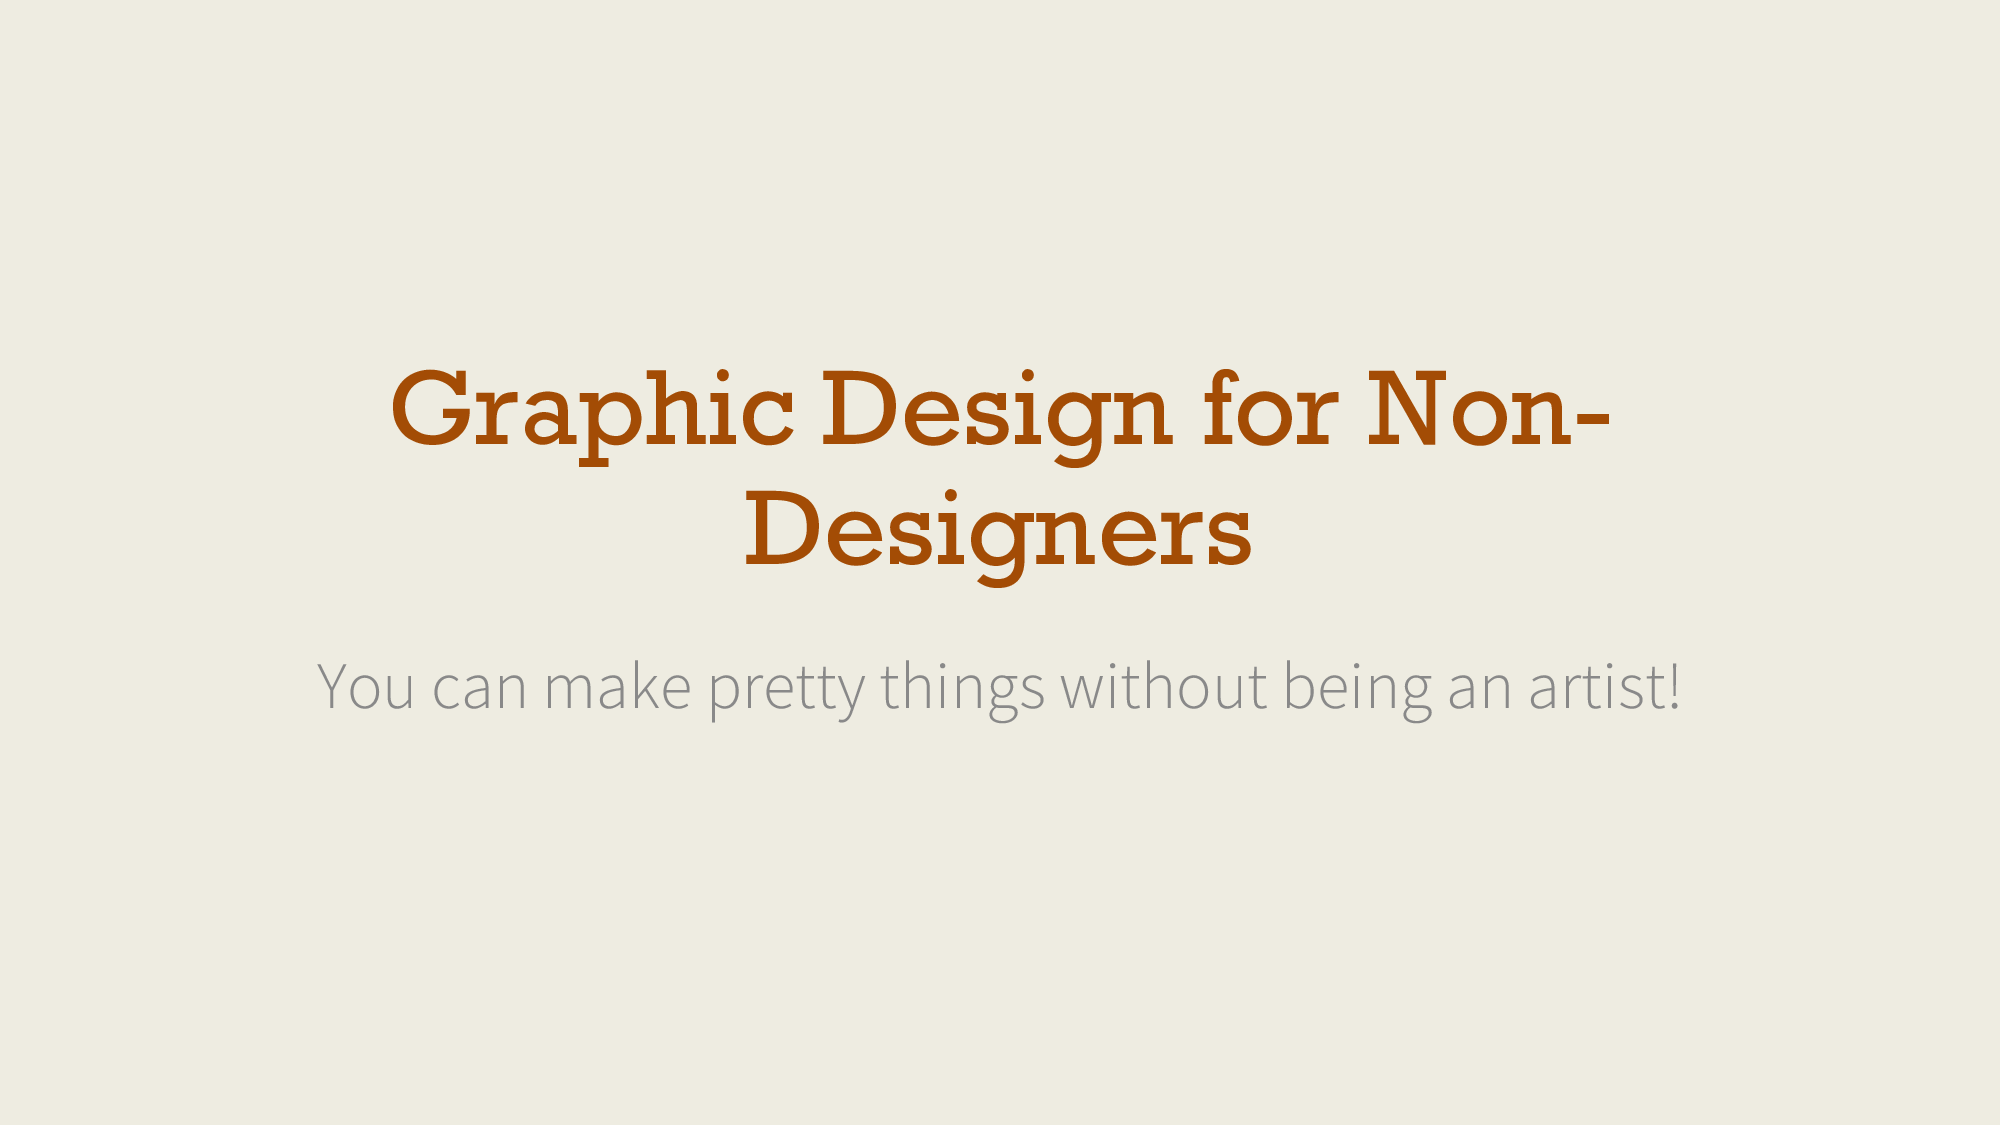 Graphic Design for Non-
Designers
You can make pretty things without being an artist!